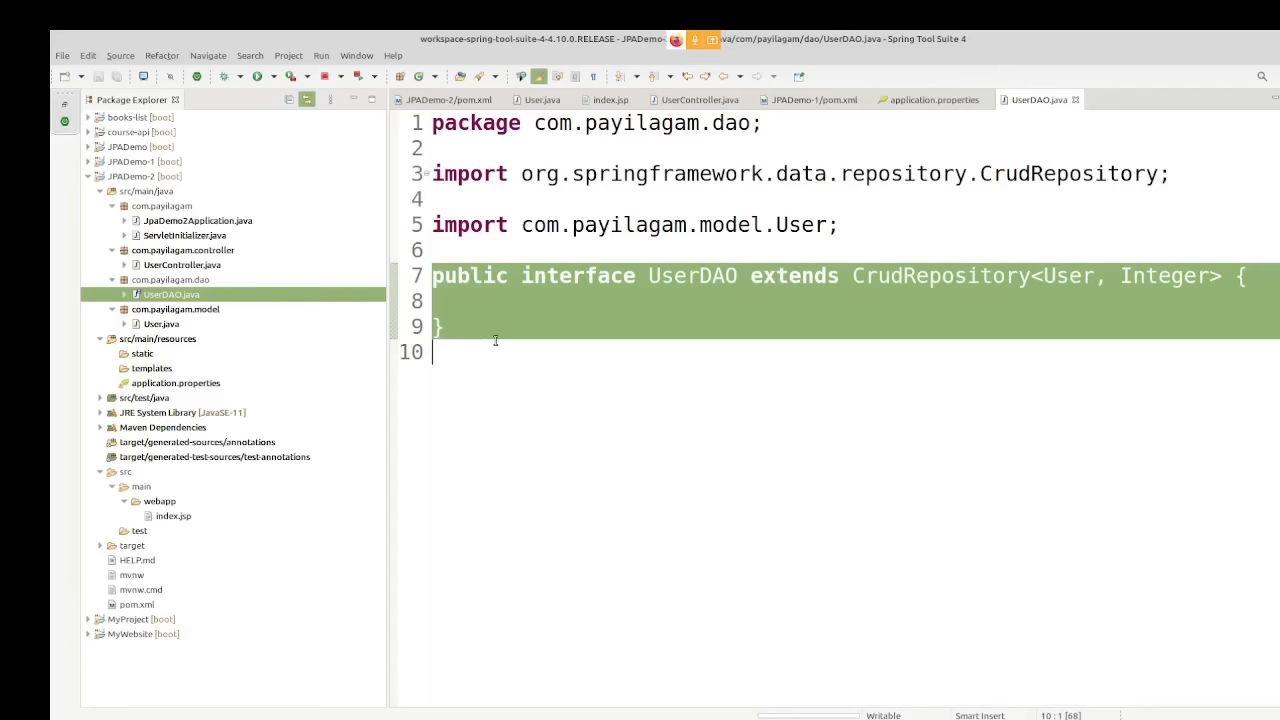 workspace-spring-tool-suite-4-4.10.0.RELEASE - JPADemo- va/com/payilagam/dao/UserDAO.java - Spring Tool Suite 4
File Edit Source Refactor Navigate Search Project Run Window Help
Package Explorer
JPADemo-2/pom.xml User.java index.jsp UserController.java JPADemo-1/pom.xml application.properties UserDAO.java
books-list [boot]
course-api [boot]
JPADemo [boot]
JPADemo-1 [boot]
JPADemo-2 [boot]
src/main/java
com.payilagam
JpaDemo2Application.java
ServletInitializer.java
com.payilagam.controller
UserController.java
com.payilagam.dao
UserDAO.java
com.payilagam.model
User.java
src/main/resources
static
templates
application.properties
src/test/java
JRE System Library [JavaSE-11]
Maven Dependencies
target/generated-sources/annotations
target/generated-test-sources/test-annotations
src
main
webapp
index.jsp
test
target
HELP.md
mvnw
mvnw.cmd
pom.xml
MyProject [boot]
MyWebsite [boot]
1 package com.payilagam.dao;
2
3 import org.springframework.data.repository.CrudRepository;
4
5 import com.payilagam.model.User;
6
7 public interface UserDAO extends CrudRepository<User, Integer> {
8
9 }
10
Writable Smart Insert 10 : 1 [68]